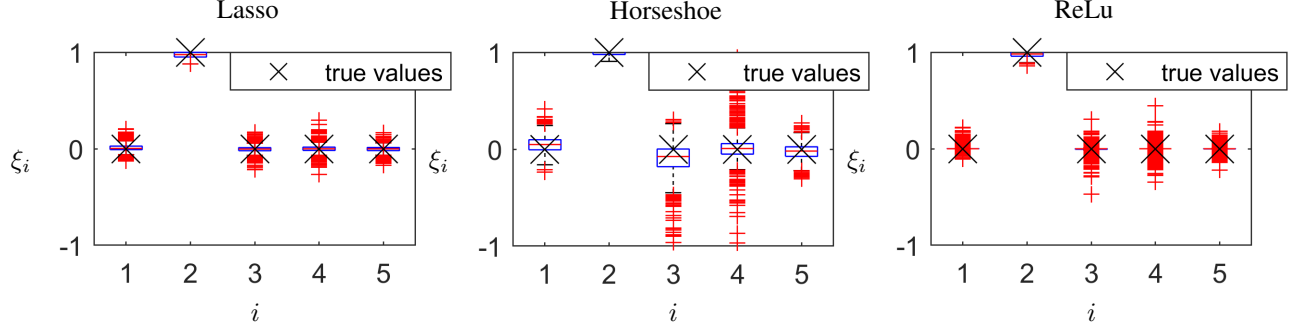 Lasso
1
0
-1
ξi
× true values
1 2 3 4 5
i
Horseshoe
1
0
-1
ξi
× true values
1 2 3 4 5
i
ReLu
1
0
-1
ξi
× true values
1 2 3 4 5
i